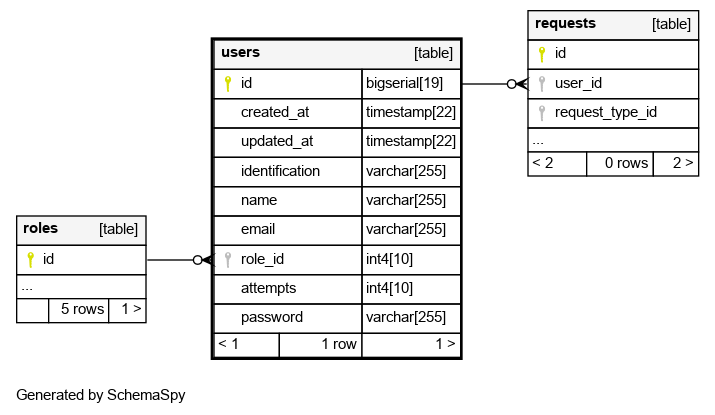 requests [table]
id
user_id
request_type_id
...
< 2 0 rows 2 >
users [table]
id bigserial[19]
created_at timestamp[22]
updated_at timestamp[22]
identification varchar[255]
name varchar[255]
email varchar[255]
role_id int4[10]
attempts int4[10]
password varchar[255]
< 1 1 row 1 >
roles [table]
id
...
5 rows 1 >
Generated by SchemaSpy